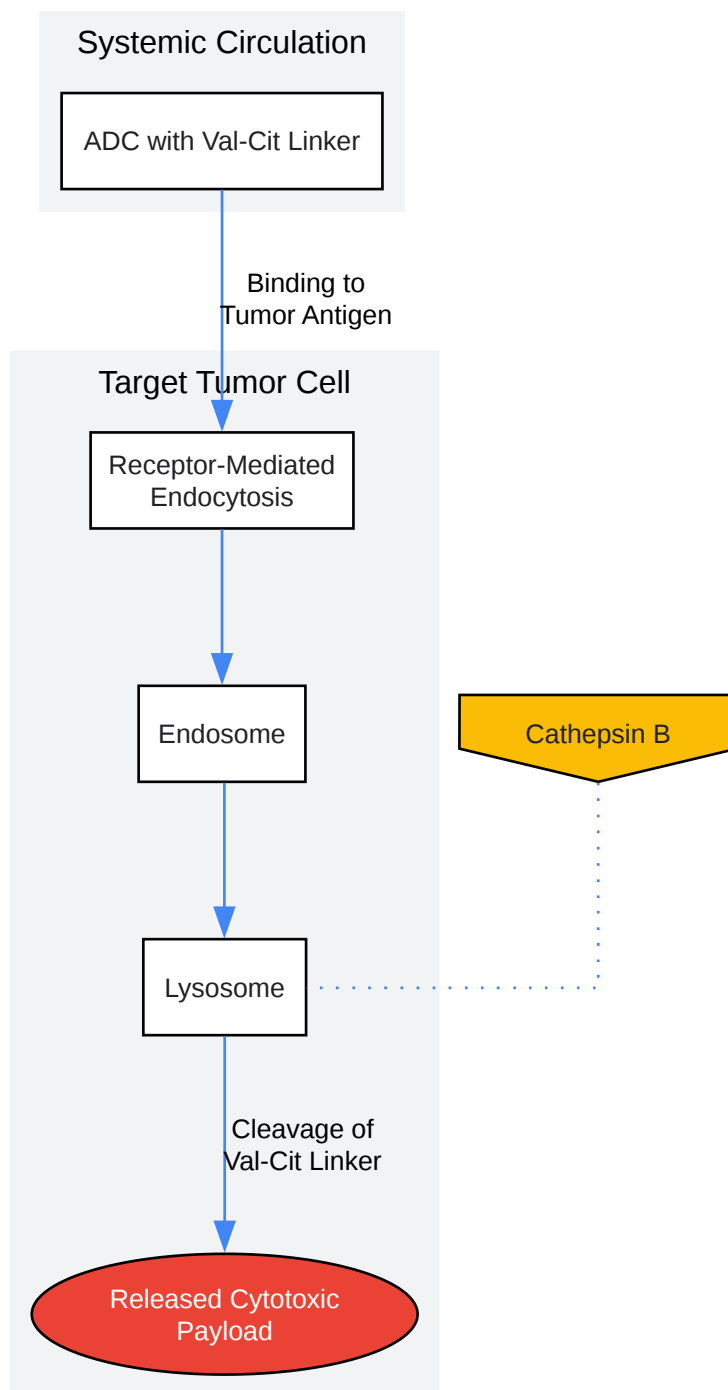 Systemic Circulation
ADC with Val-Cit Linker
Binding to
Tumor Antigen
Target Tumor Cell
Receptor-Mediated
Endocytosis
Endosome
Cathepsin B
Lysosome
Cleavage of
Val-Cit Linker
Released Cytotoxic
Payload